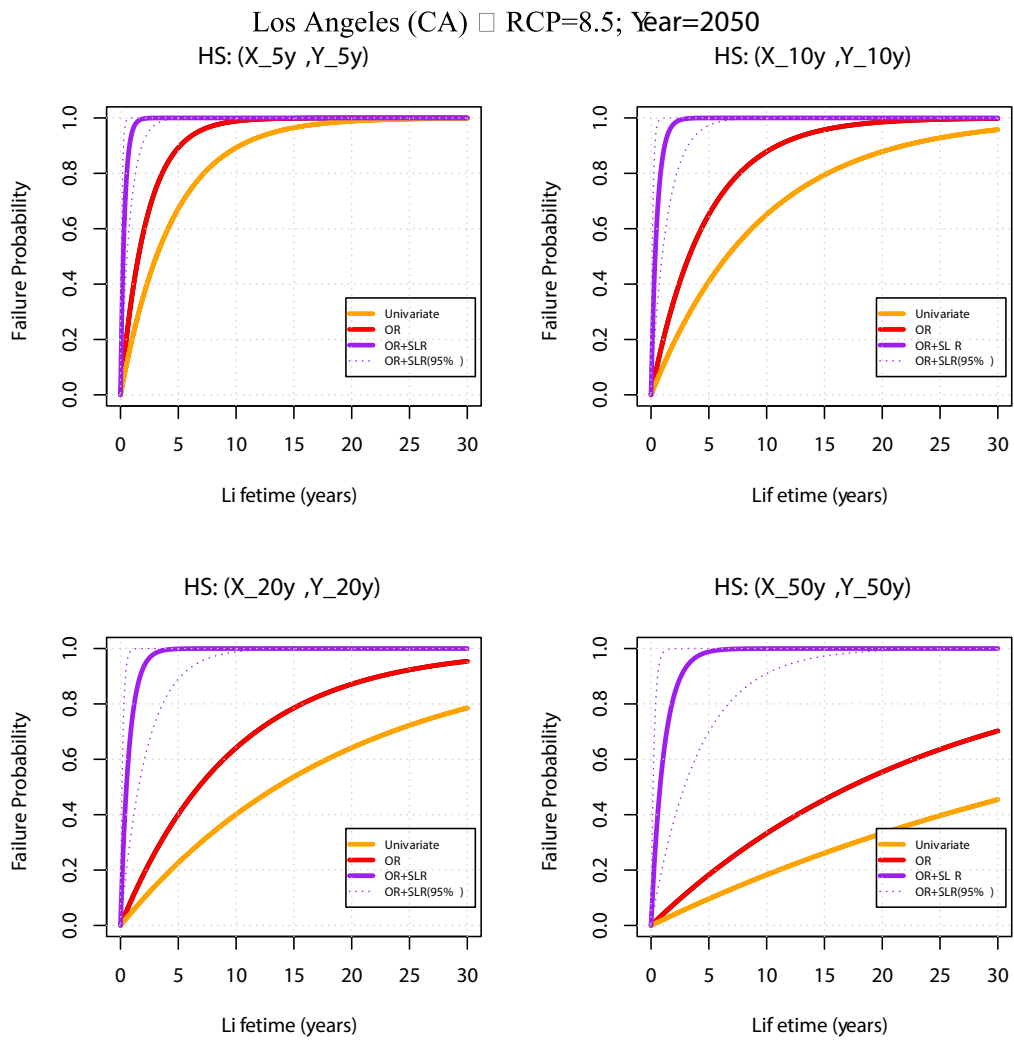 Los Angeles (CA) □ RCP=8.5; Year=2050
HS: (X_5y ,Y_5y)
Failure Probability
1.0
0.8
0.6
0.4
0.2
0.0
Univariate
OR
OR+SLR
OR+SLR(95% )
0 5 10 15 20 25 30
Li fetime (years)
HS: (X_10y ,Y_10y)
Failure Probability
1.0
0.8
0.6
0.4
0.2
0.0
Univariate
OR
OR+SL R
OR+SLR(95% )
0 5 10 15 20 25 30
Lif etime (years)
HS: (X_20y ,Y_20y)
Failure Probability
1.0
0.8
0.6
0.4
0.2
0.0
Univariate
OR
OR+SLR
OR+SLR(95% )
0 5 10 15 20 25 30
Li fetime (years)
HS: (X_50y ,Y_50y)
Failure Probability
1.0
0.8
0.6
0.4
0.2
0.0
Univariate
OR
OR+SL R
OR+SLR(95% )
0 5 10 15 20 25 30
Lif etime (years)